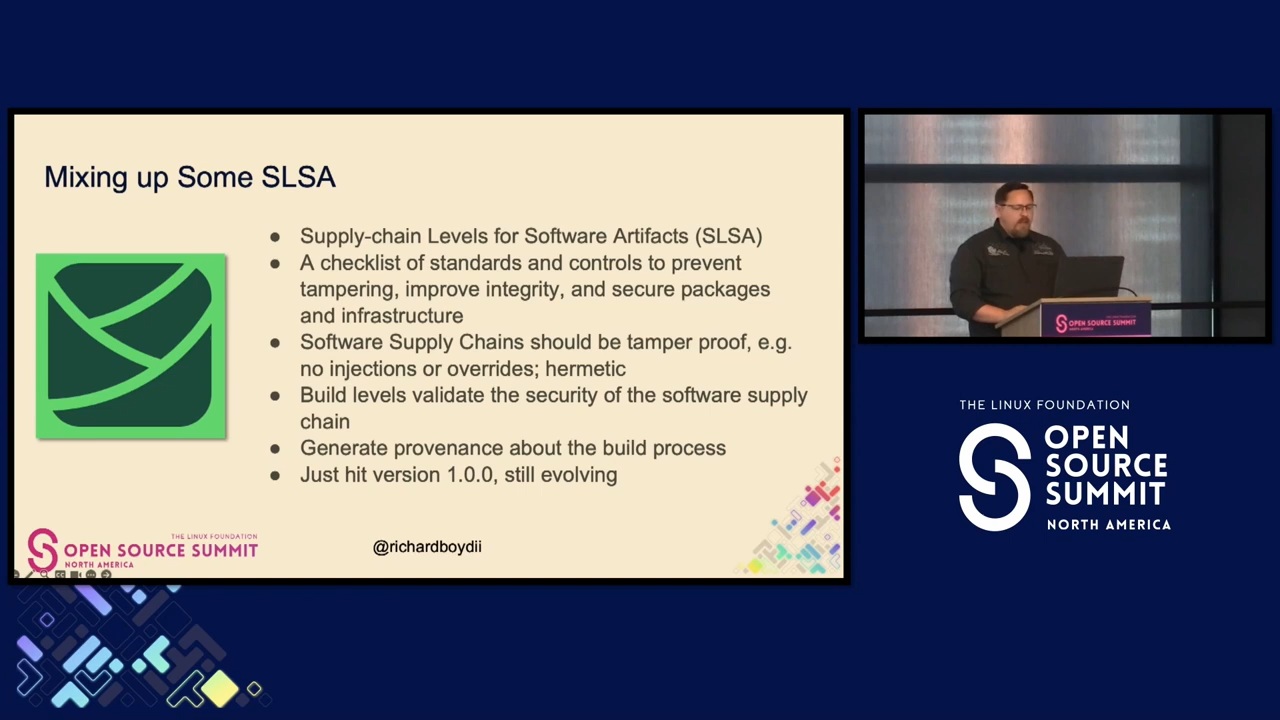 Mixing up Some SLSA
● Supply-chain Levels for Software Artifacts (SLSA)
● A checklist of standards and controls to prevent
tampering, improve integrity, and secure packages
and infrastructure
● Software Supply Chains should be tamper proof, e.g.
no injections or overrides; hermetic
● Build levels validate the security of the software supply
chain
● Generate provenance about the build process
● Just hit version 1.0.0, still evolving
THE LINUX FOUNDATION
OPEN SOURCE SUMMIT
NORTH AMERICA
@richardboydii
OPEN SOURCE SUMMIT
THE LINUX FOUNDATION
OPEN
SOURCE
SUMMIT
NORTH AMERICA